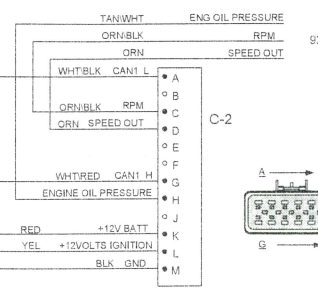 TAN\WHT ENG OIL PRESSURE
ORN\BLK RPM
ORN SPEED OUT
WHT\BLK CAN1 L A
B
ORN\BLK RPM C
ORN SPEED OUT D
C-2
E
F
WHT\RED CAN1 H G
ENGINE OIL PRESSURE H
J
RED +12V BATT K
YEL +12VOLTS IGNITION L
BLK GND M
A
G